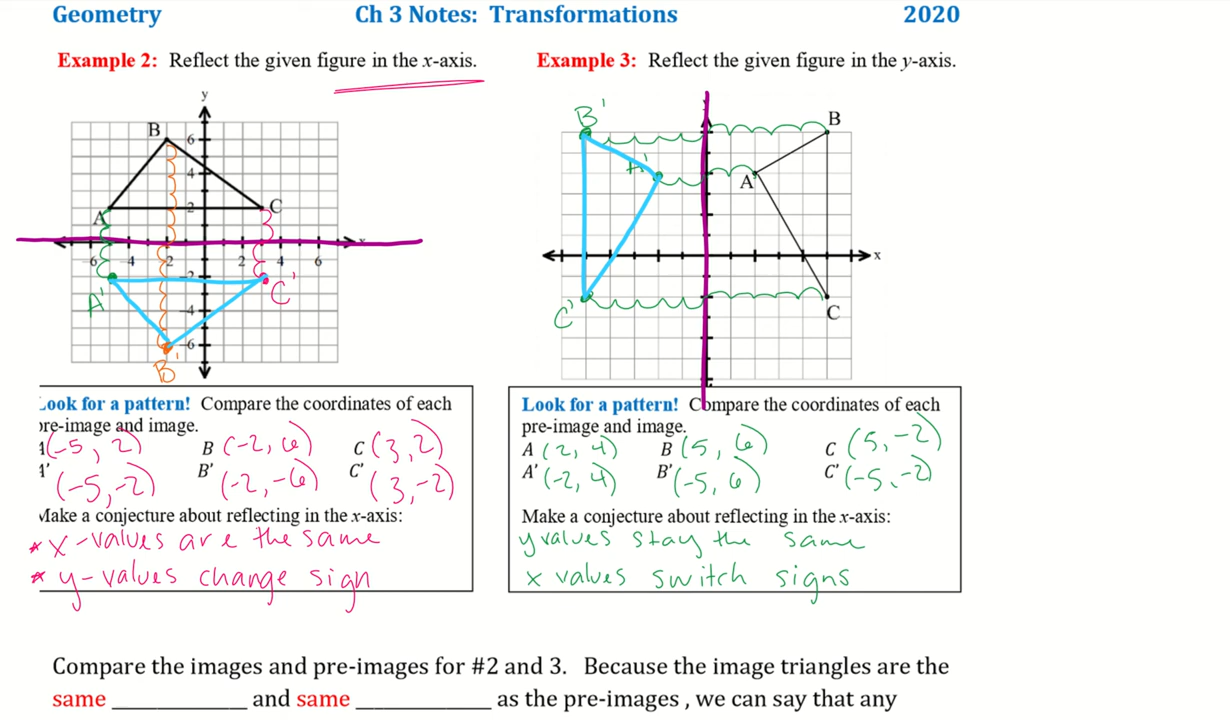 Geometry Ch 3 Notes: Transformations 2020
Example 2: Reflect the given figure in the x-axis.
y
B
6
4
2
A
C
x
6 4 2 2 4 6
-2
-4
-6
A'
B'
C'
Look for a pattern! Compare the coordinates of each
pre-image and image.
A (-5, 2) B (-2, 6) C (3, 2)
A' (-5, -2) B' (-2, -6) C' (3, -2)
Make a conjecture about reflecting in the x-axis:
* x-values are the same
* y-values change sign
Example 3: Reflect the given figure in the y-axis.
B'
B
A'
A
x
C'
C
Look for a pattern! Compare the coordinates of each
pre-image and image.
A (2, 4) B (5, 6) C (5, -2)
A' (-2, 4) B' (-5, 6) C' (-5, -2)
Make a conjecture about reflecting in the x-axis:
y values stay the same
x values switch signs
Compare the images and pre-images for #2 and 3. Because the image triangles are the
same ____________ and same ____________ as the pre-images , we can say that any